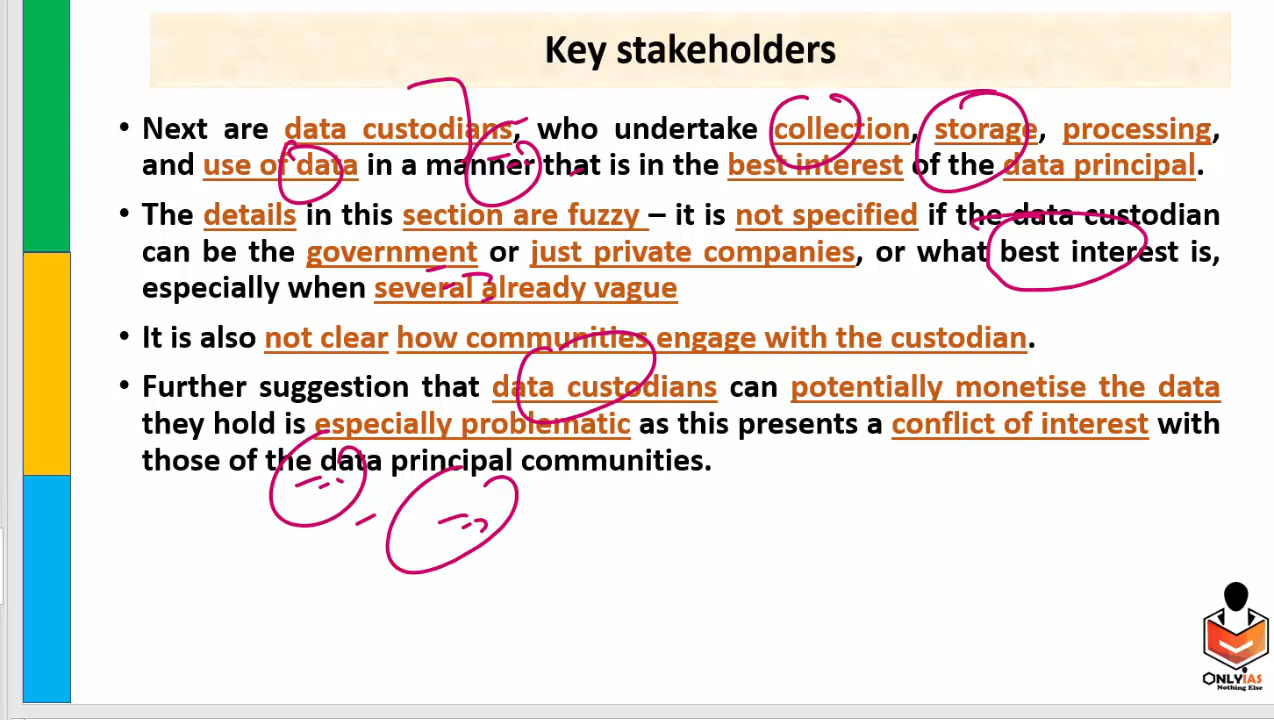 Key stakeholders
• Next are data custodians, who undertake collection, storage, processing,
and use of data in a manner that is in the best interest of the data principal.
• The details in this section are fuzzy – it is not specified if the data custodian
can be the government or just private companies, or what best interest is,
especially when several already vague
• It is also not clear how communities engage with the custodian.
• Further suggestion that data custodians can potentially monetise the data
they hold is especially problematic as this presents a conflict of interest with
those of the data principal communities.
ONLYIAS
Nothing Else